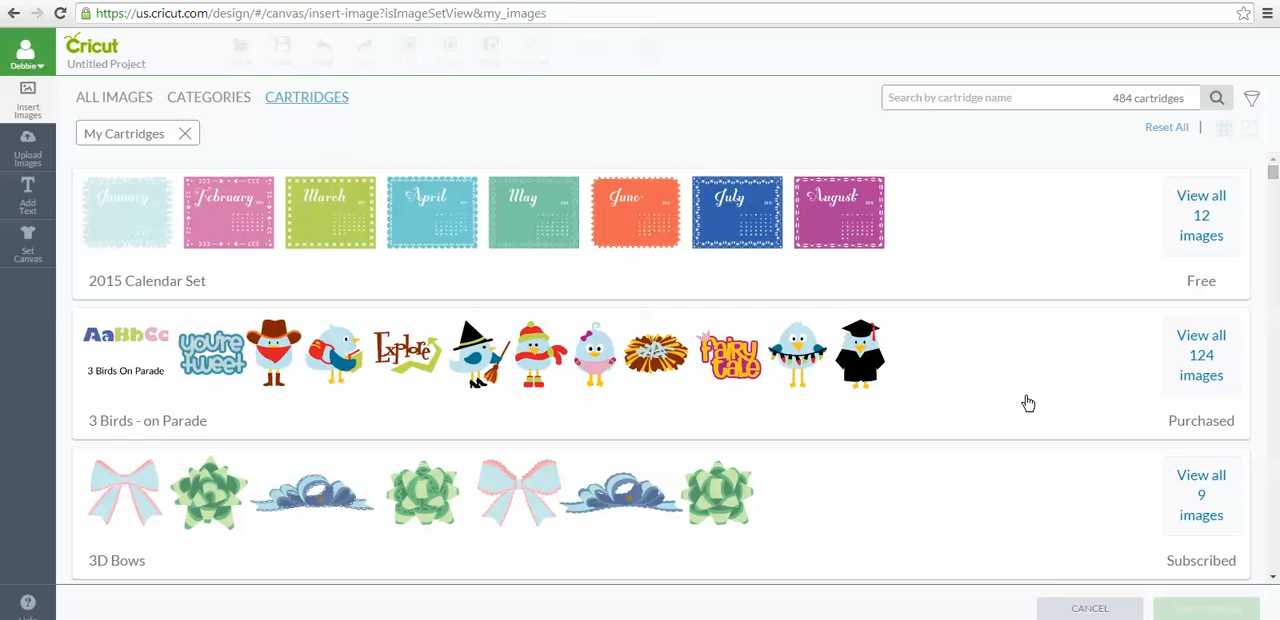 https://us.cricut.com/design/#/canvas/insert-image?isImageSetView&my_images
Debbie
Cricut
Untitled Project
Insert
Images
Upload
Images
Add
Text
Set
Canvas
ALL IMAGES CATEGORIES CARTRIDGES
Search by cartridge name 484 cartridges
My Cartridges
Reset All
January February March April May June July August
View all
12
images
2015 Calendar Set
Free
AaBbCc
3 Birds On Parade
you're
tweet
Explore
fairy
tale
View all
124
images
3 Birds - on Parade
Purchased
View all
9
images
3D Bows
Subscribed
?
CANCEL